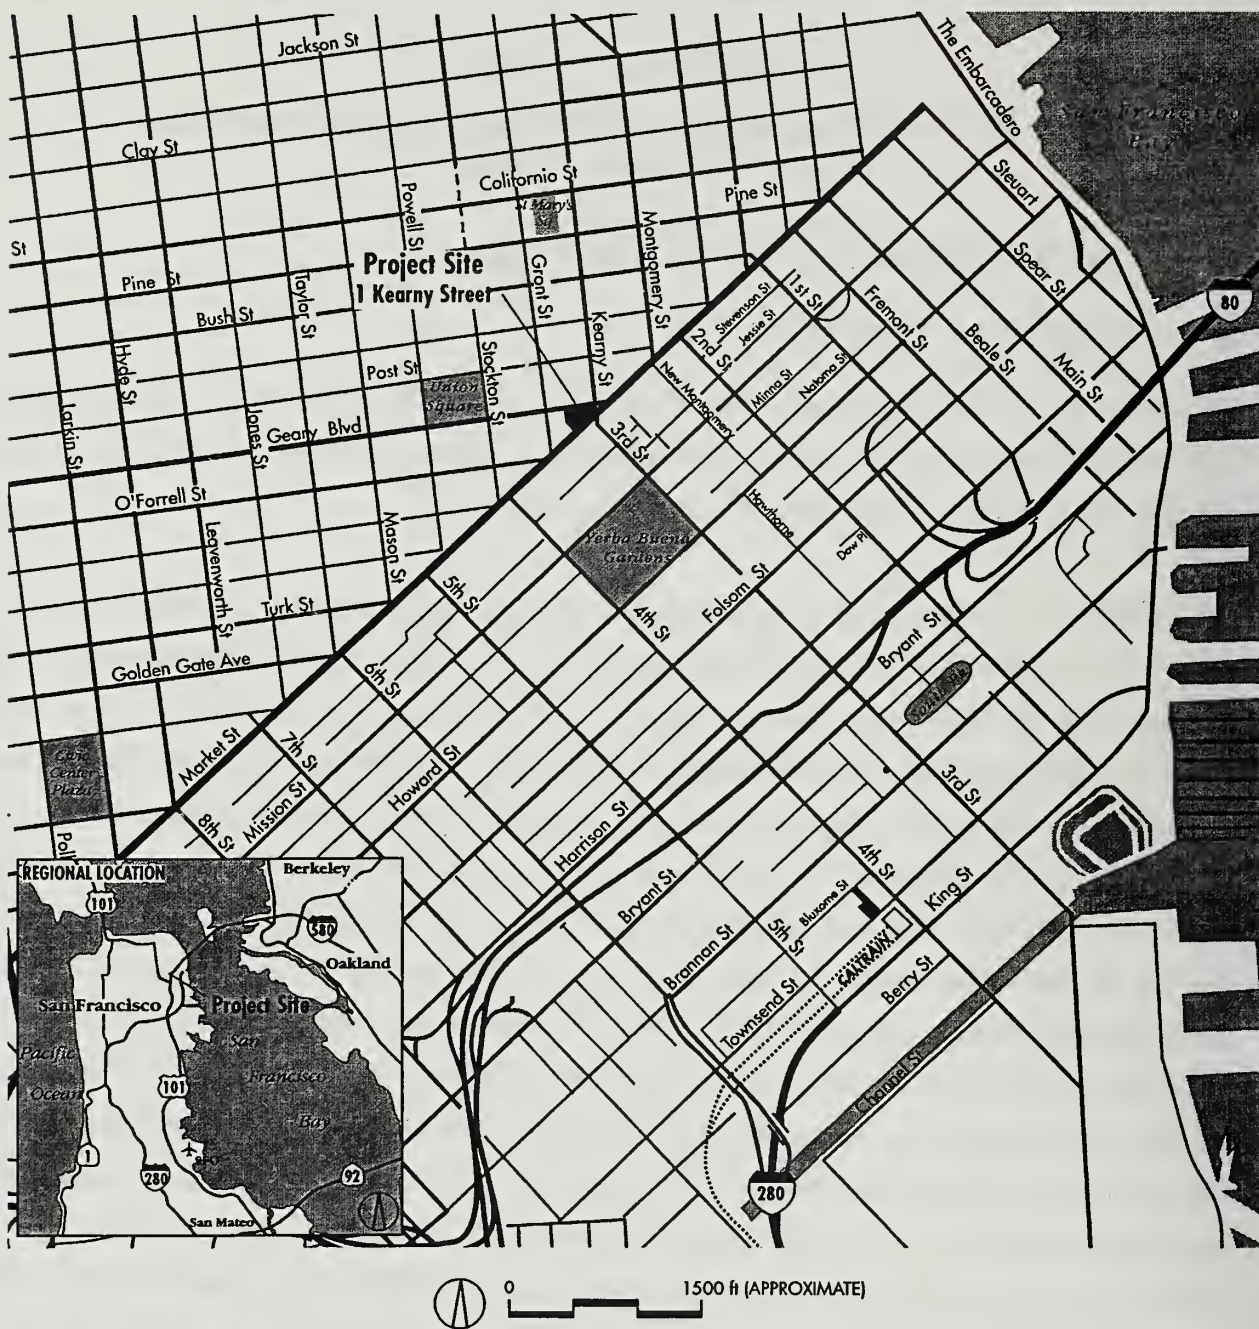 Jackson St
The Embarcadero
San Francisco
Bay
Clay St
California St
St Mary's
Sq
Powell St
Pine St
Steuart
Montgomery St
St
Project Site
1 Kearny Street
Grant St
Spear St
Pine St
Taylor St
Stevenson St
11st St
Fremont St
80
Bush St
Jessie St
2nd St
Kearny St
Beale St
Hyde St
Stockton St
Post St
Main St
Minna St
Natoma St
New Montgomery
Union
Square
Larkin St
Jones St
Geary Blvd
3rd St
O'Forrell St
Hawthorne
Mason St
Leavenworth St
Yerba Buena
Gardens
Dow Pl
5th St
Folsom St
Turk St
4th St
Bryant St
Golden Gate Ave
6th St
South Pk
Market St
7th St
Civic
Center
Plaza
Howard St
Mission St
3rd St
8th St
Harrison St
4th St
REGIONAL LOCATION
Berkeley
101
580
Oakland
San Francisco
Project Site
Pacific
Ocean
San
Francisco
Bay
101
1
280
92
San Mateo
Bryant St
Bluxome St
King St
5th St
Brannan St
CALTRAIN
Berry St
Townsend St
Channel St
280
0 1500 ft (APPROXIMATE)